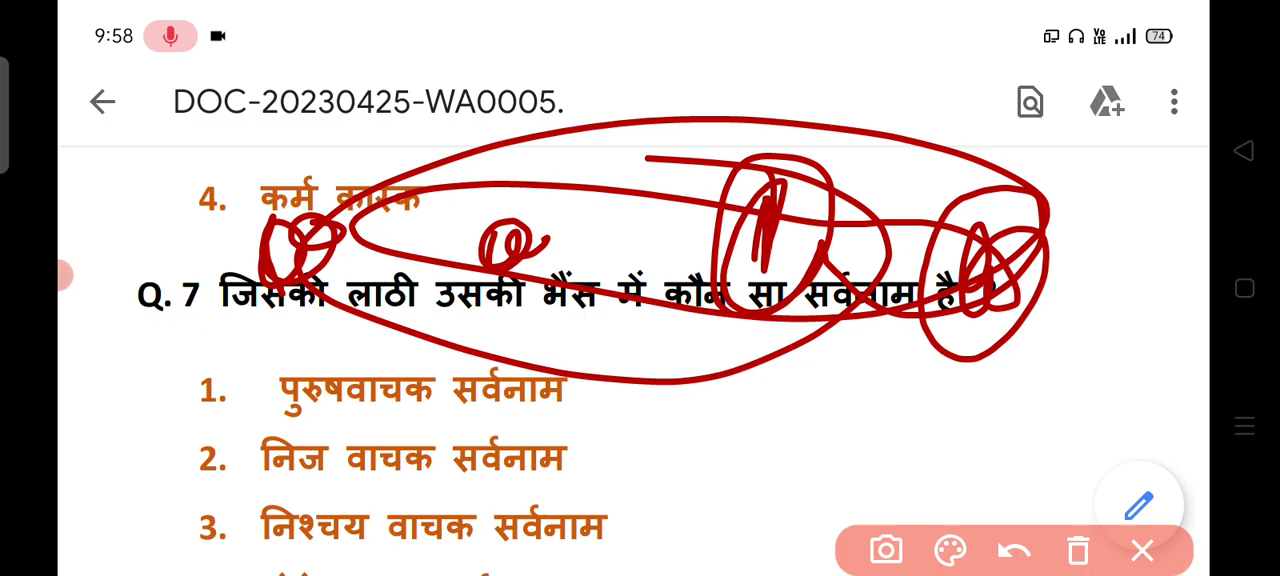 9:58
74
DOC-20230425-WA0005.
4. कर्म कारक
Q. 7 जिसकी लाठी उसकी भैंस में कौन सा सर्वनाम है ?
1. पुरुषवाचक सर्वनाम
2. निज वाचक सर्वनाम
3. निश्चय वाचक सर्वनाम